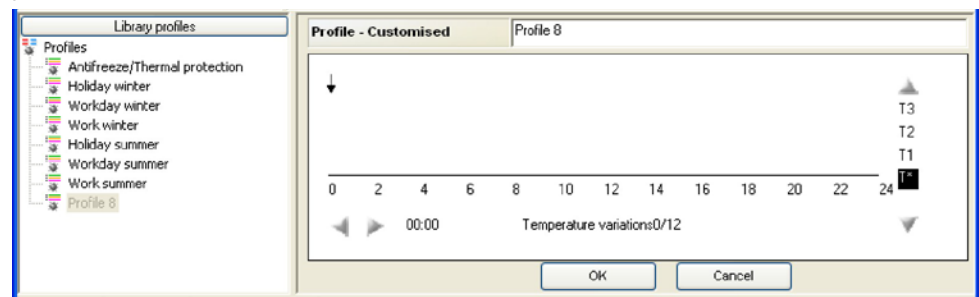 Library profiles
Profiles
Antifreeze/Thermal protection
Holiday winter
Workday winter
Work winter
Holiday summer
Workday summer
Work summer
Profile 8
Profile - Customised
Profile 8
T3
T2
T1
T*
0 2 4 6 8 10 12 14 16 18 20 22 24
00:00 Temperature variations0/12
OK Cancel